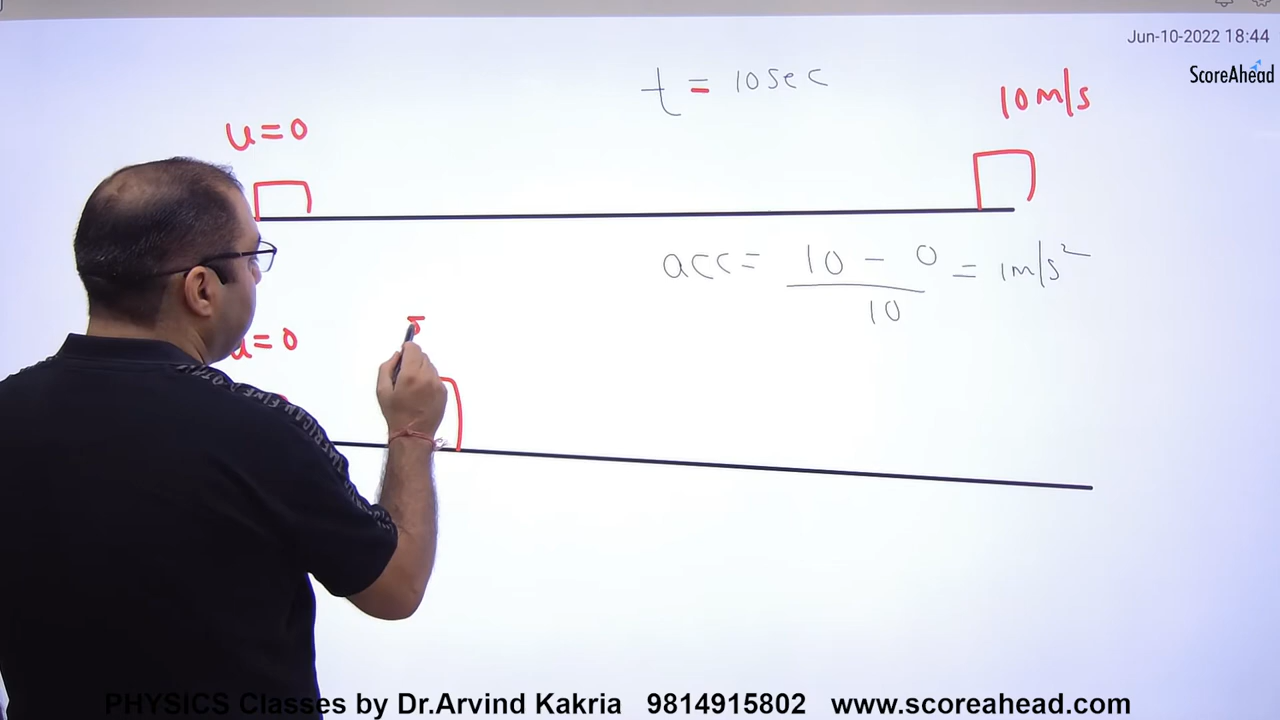 Jun-10-2022 18:44
ScoreAhead
t = 10sec
10m/s
u=0
acc= 10 - 0 = 1m/s²
10
u=0
PHYSICS Classes by Dr.Arvind Kakria 9814915802 www.scoreahead.com